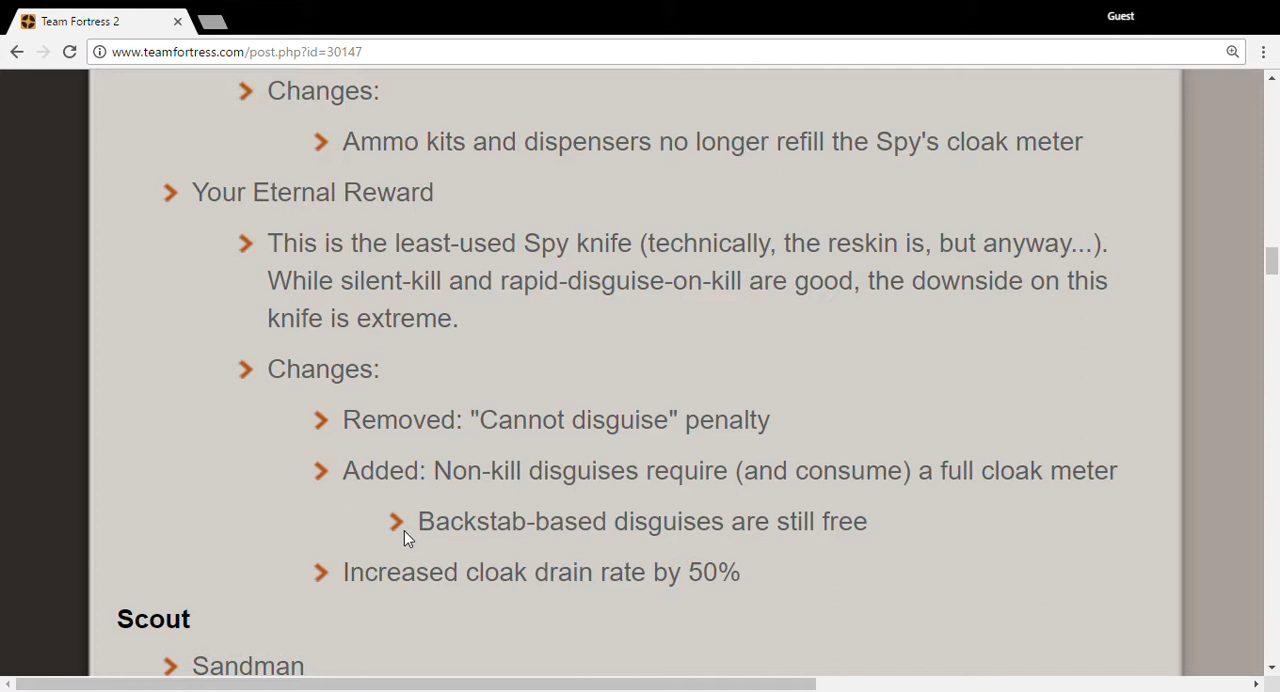 Team Fortress 2
Guest
www.teamfortress.com/post.php?id=30147
Changes:
Ammo kits and dispensers no longer refill the Spy's cloak meter
Your Eternal Reward
This is the least-used Spy knife (technically, the reskin is, but anyway...).
While silent-kill and rapid-disguise-on-kill are good, the downside on this
knife is extreme.
Changes:
Removed: "Cannot disguise" penalty
Added: Non-kill disguises require (and consume) a full cloak meter
Backstab-based disguises are still free
Increased cloak drain rate by 50%
Scout
Sandman